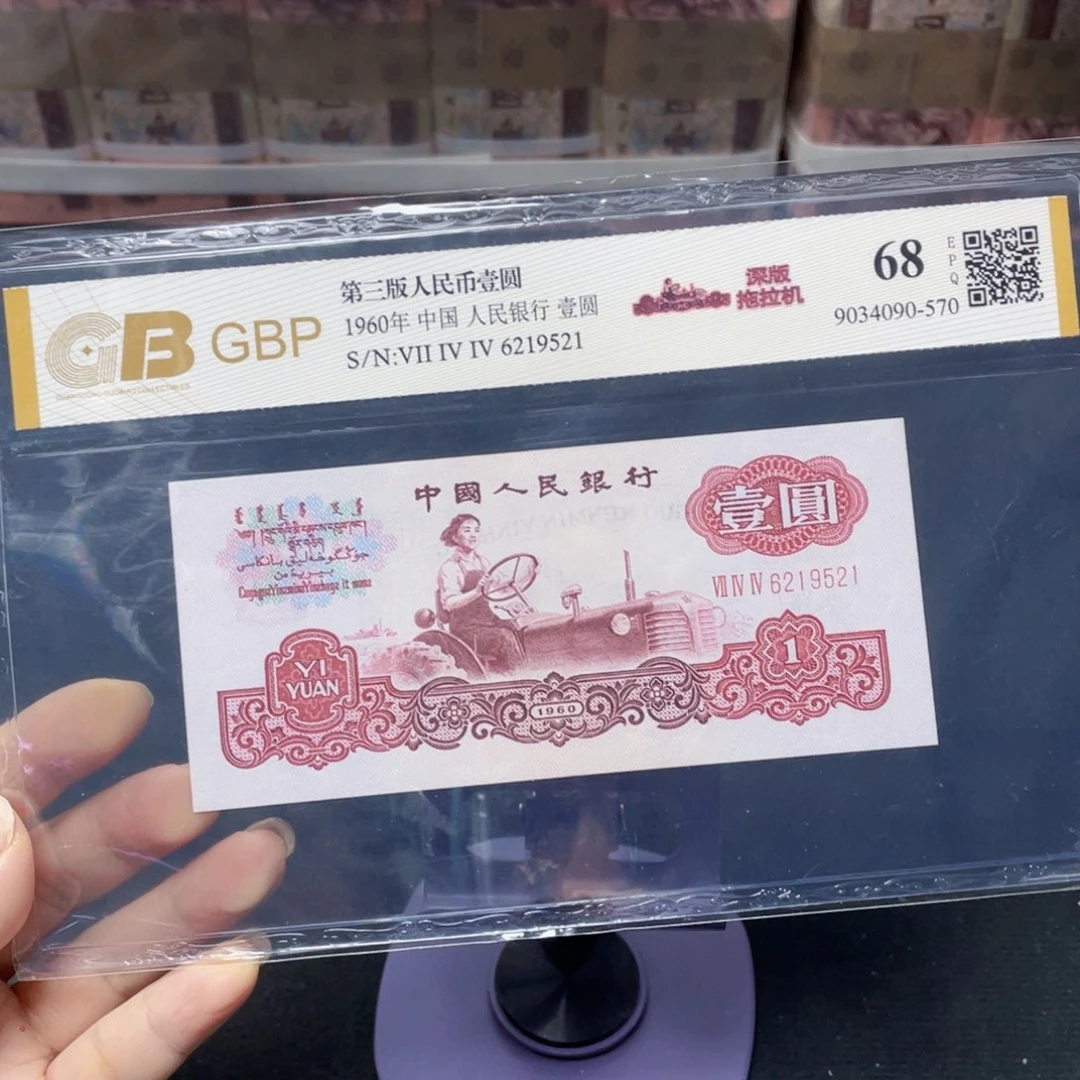 GB GBP
第三版人民币壹圆
1960年 中国 人民银行 壹圆
S/N:VII IV IV 6219521
深版
拖拉机
68
EPQ
9034090-570
中國人民銀行
壹圓
VII IV IV 6219521
YI
YUAN
1960
1